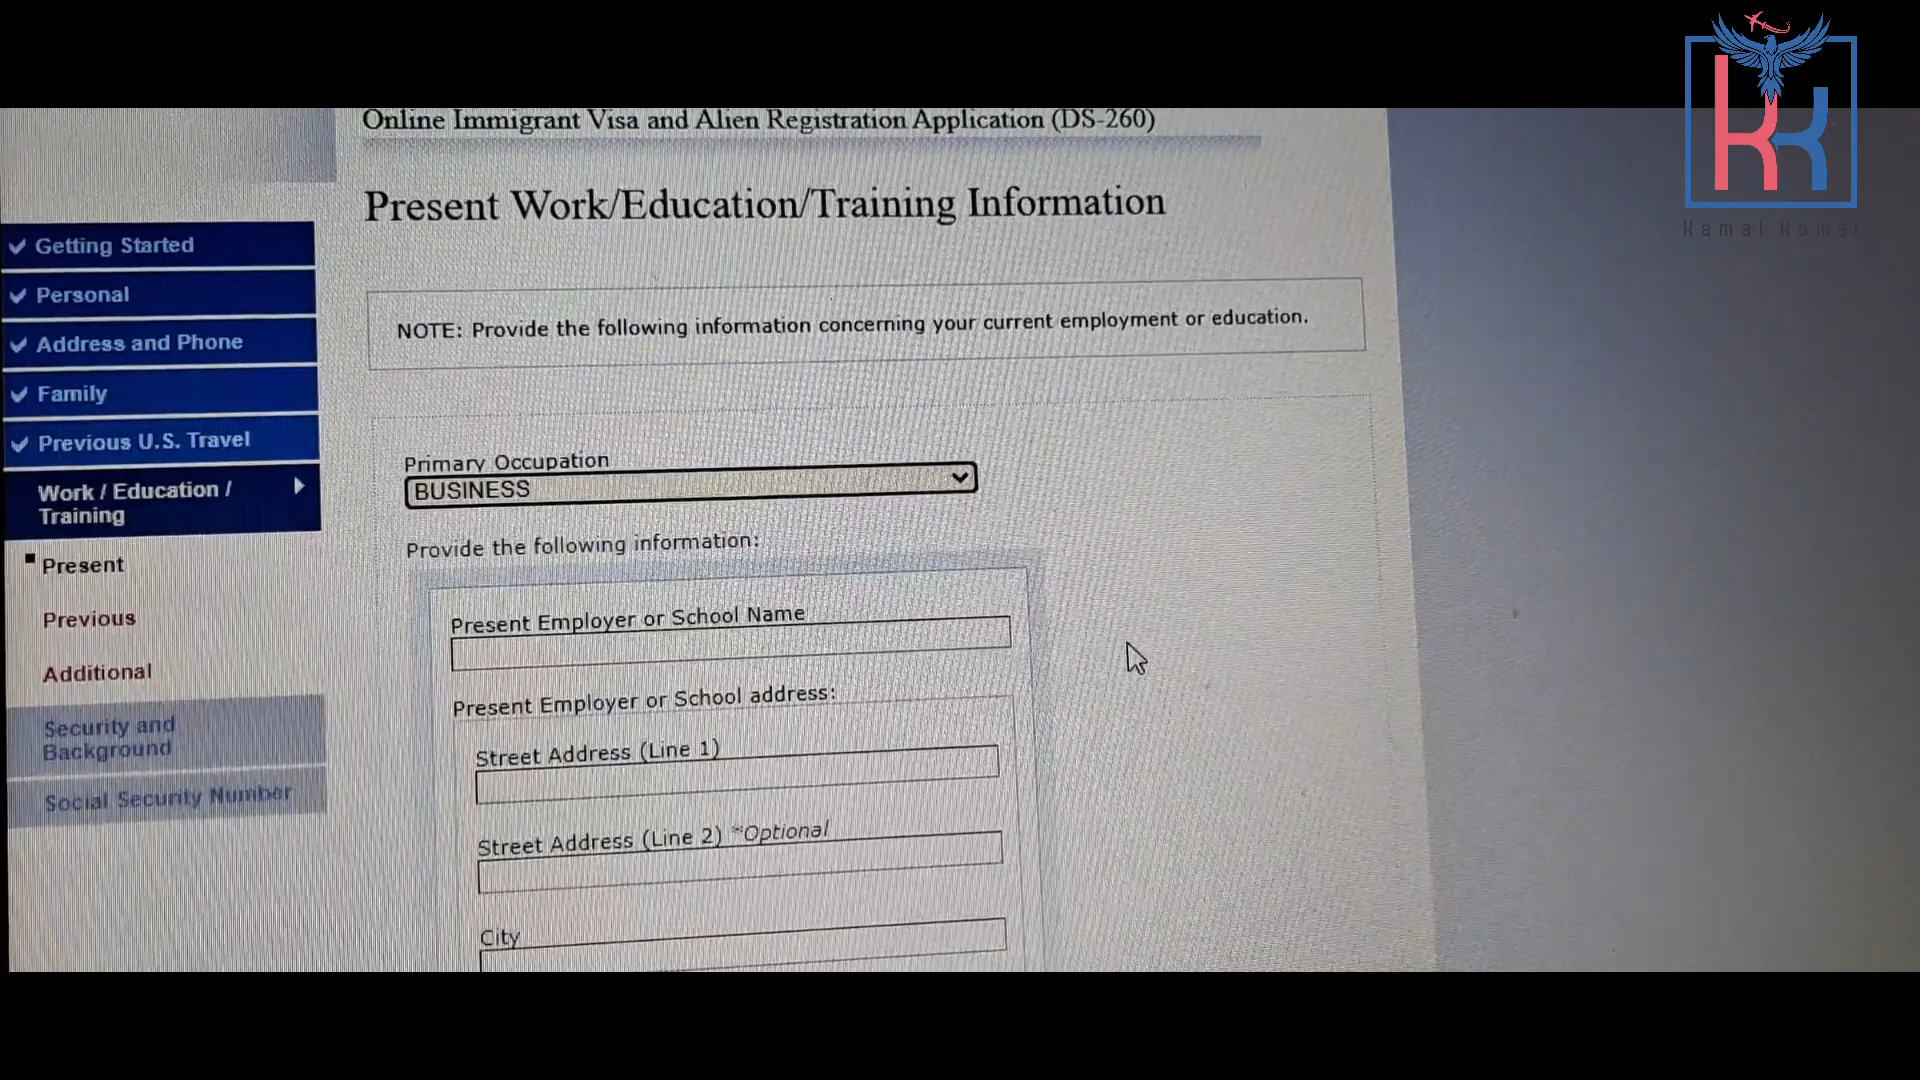 Online Immigrant Visa and Alien Registration Application (DS-260)
Present Work/Education/Training Information
Getting Started
Personal
Address and Phone
Family
Previous U.S. Travel
Work / Education /
Training
Present
Previous
Additional
Security and
Background
Social Security Number
NOTE: Provide the following information concerning your current employment or education.
Primary Occupation
BUSINESS
Provide the following information:
Present Employer or School Name
Present Employer or School address:
Street Address (Line 1)
Street Address (Line 2) *Optional
City
KK
Kamal Kamal